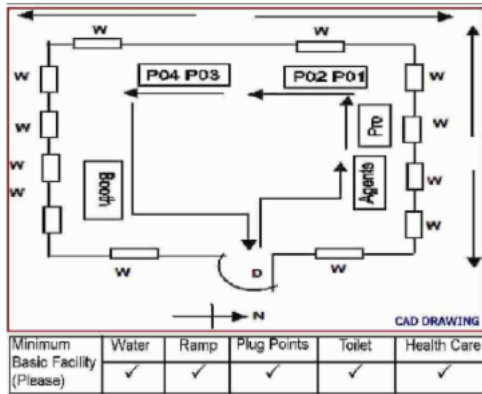 W
W
W
W
P04 P03
P02 P01
W
W
Pro
W
W
W
Booth
Agents
W
W
W
D
W
N
CAD DRAWING
Minimum Basic Facility (Please)
Water
Ramp
Plug Points
Toilet
Health Care
✓
✓
✓
✓
✓